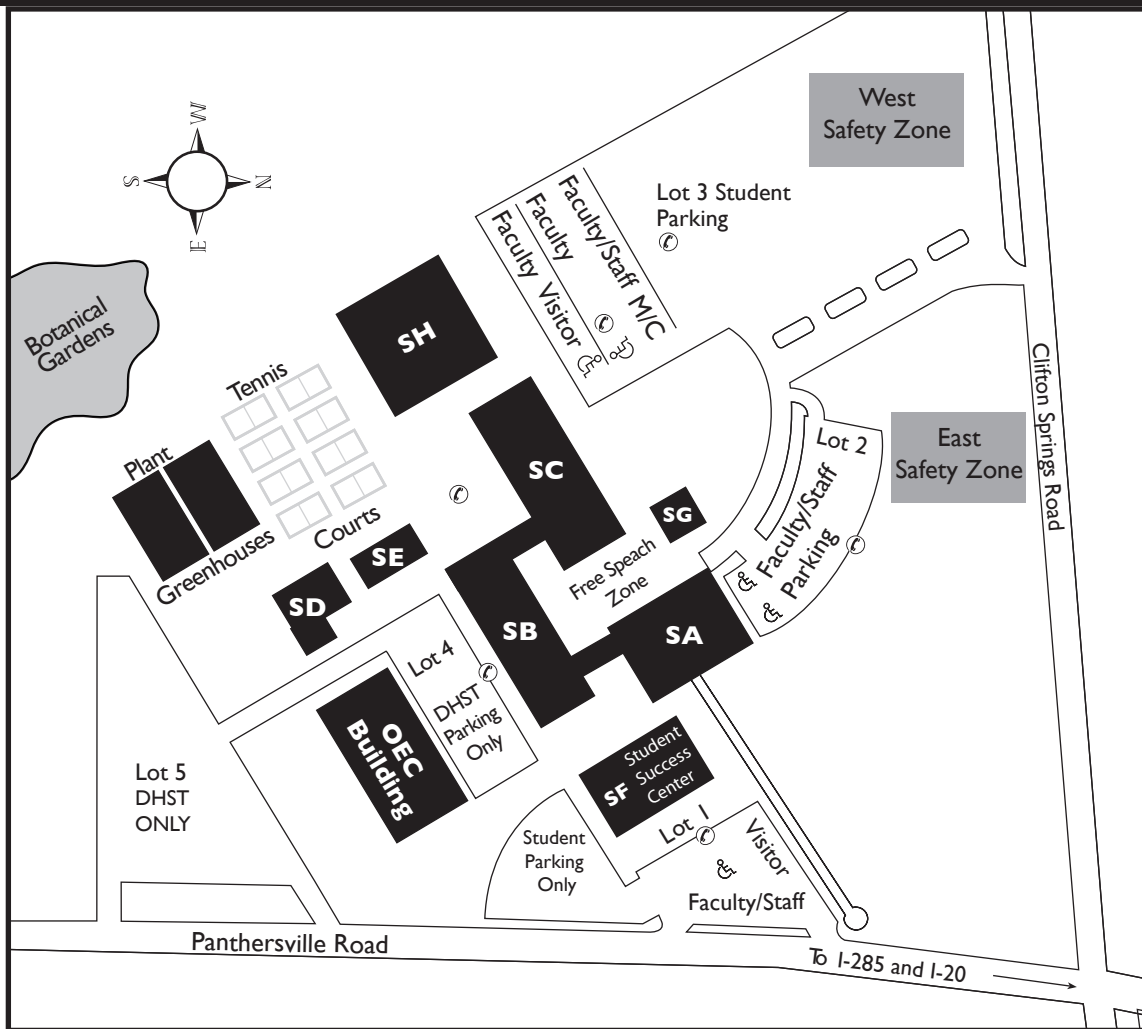 West
Safety Zone
W
S
N
E
Lot 3 Student
Parking
Faculty/Staff M/C
Faculty
Faculty Visitor
Botanical
Gardens
SH
Tennis
Courts
Plant
Greenhouses
SC
SG
Lot 2
Faculty/Staff
Parking
East
Safety Zone
Clifton Springs Road
SE
SD
Free Speach
Zone
SB
SA
Lot 4
DHST
Parking
Only
OEC
Building
Student
Success
Center
SF
Lot 5
DHST
ONLY
Lot 1
Visitor
Student
Parking
Only
Faculty/Staff
Panthersville Road
To I-285 and I-20